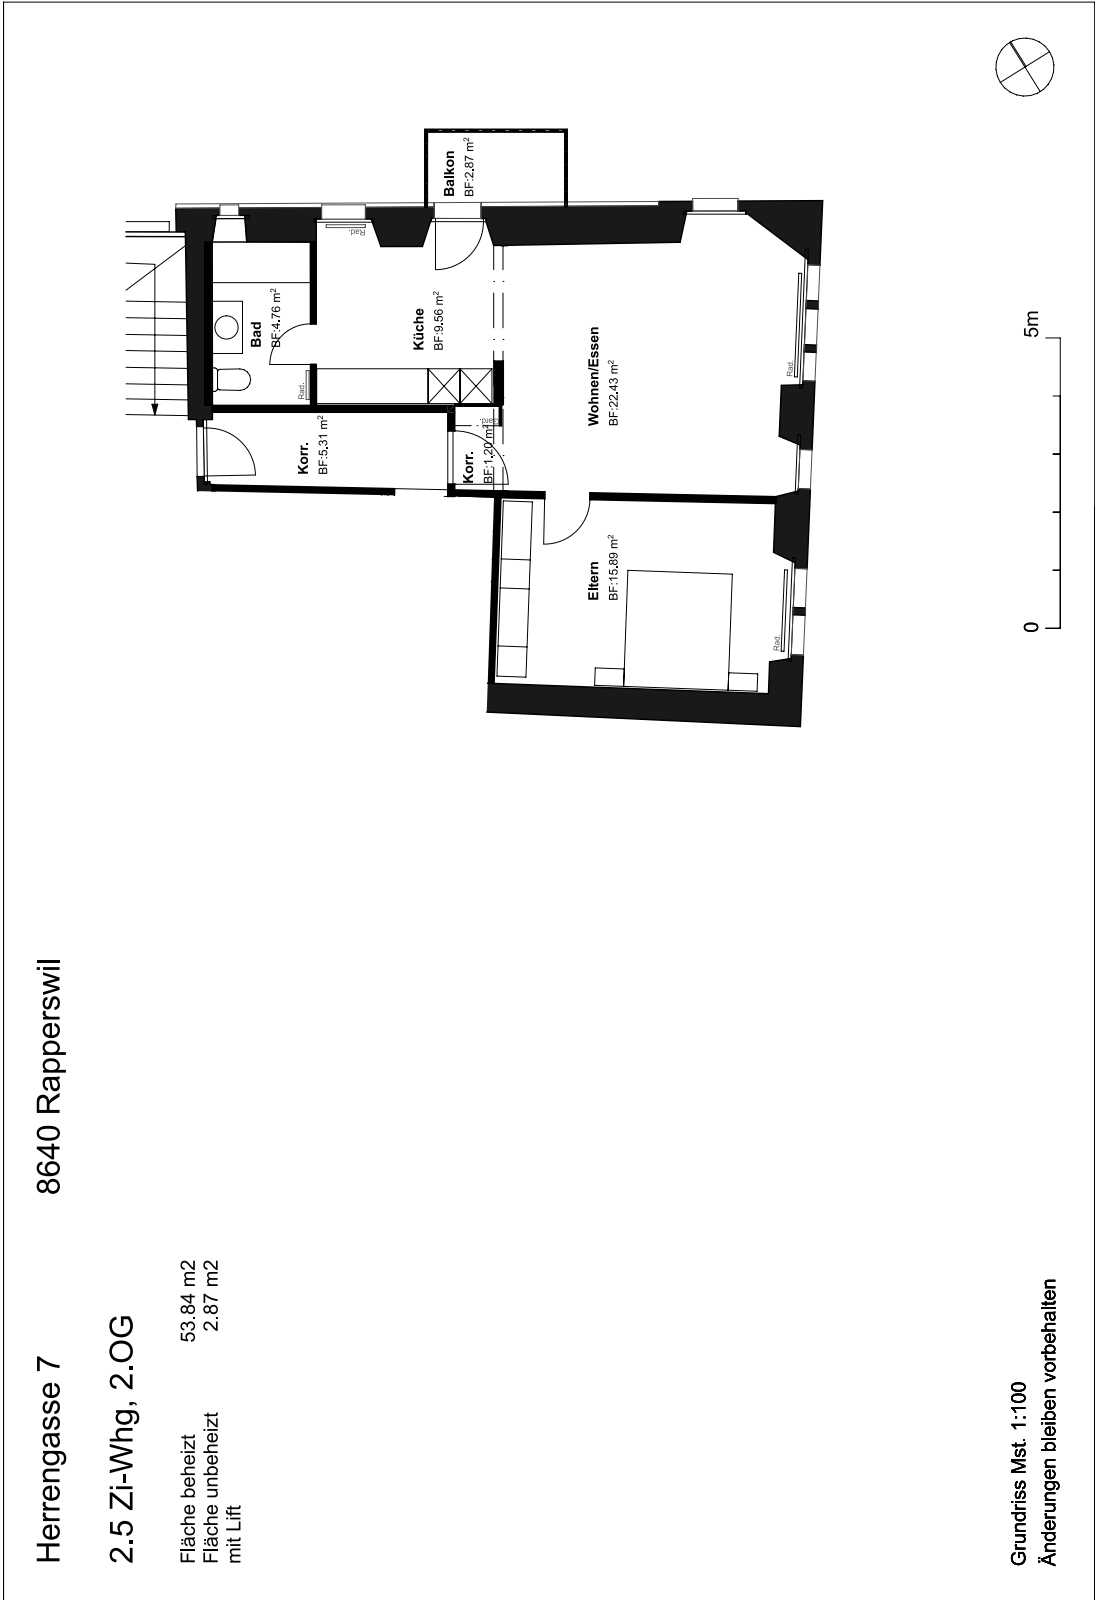 Herrengasse 7 8640 Rapperswil
2.5 Zi-Whg, 2.OG
Fläche beheizt 53.84 m2
Fläche unbeheizt 2.87 m2
mit Lift
Bad
BF:4.76 m²
Rad.
Korr.
BF:5.31 m²
Rad.
Küche
BF:9.56 m²
Balkon
BF:2.87 m²
Korr.
BF:1.20 m²
Gard.
Wohnen/Essen
BF:22.43 m²
Rad.
Eltern
BF:15.89 m²
Rad.
0 5m
Grundriss Mst. 1:100
Änderungen bleiben vorbehalten